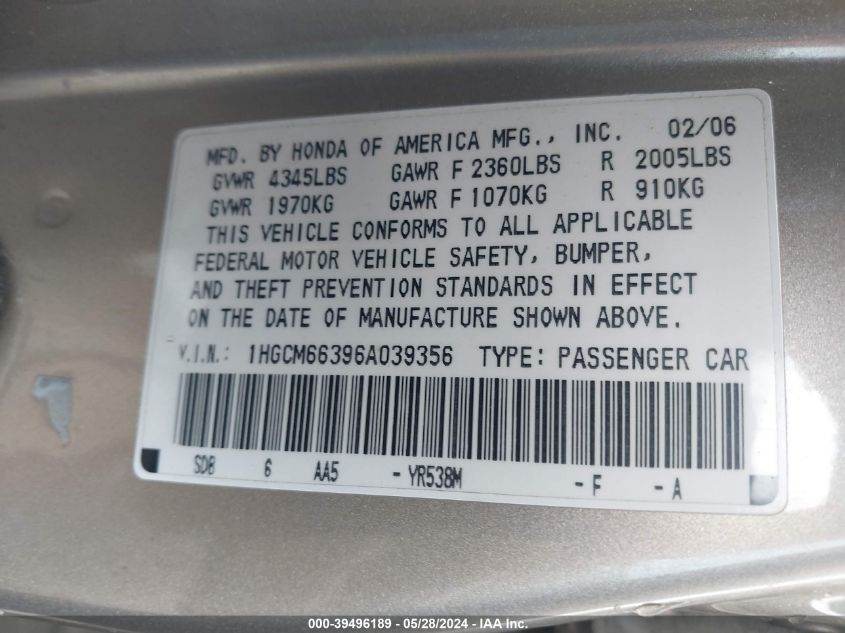 MFD. BY HONDA OF AMERICA MFG., INC. 02/06
GVWR 4345LBS GAWR F 2360LBS R 2005LBS
GVWR 1970KG GAWR F 1070KG R 910KG
THIS VEHICLE CONFORMS TO ALL APPLICABLE
FEDERAL MOTOR VEHICLE SAFETY, BUMPER,
AND THEFT PREVENTION STANDARDS IN EFFECT
ON THE DATE OF MANUFACTURE SHOWN ABOVE.
V.I.N.: 1HGCM66396A039356 TYPE: PASSENGER CAR
SDB 6 AA5 - YR538M - F - A
000-39496189 - 05/28/2024 - IAA Inc.